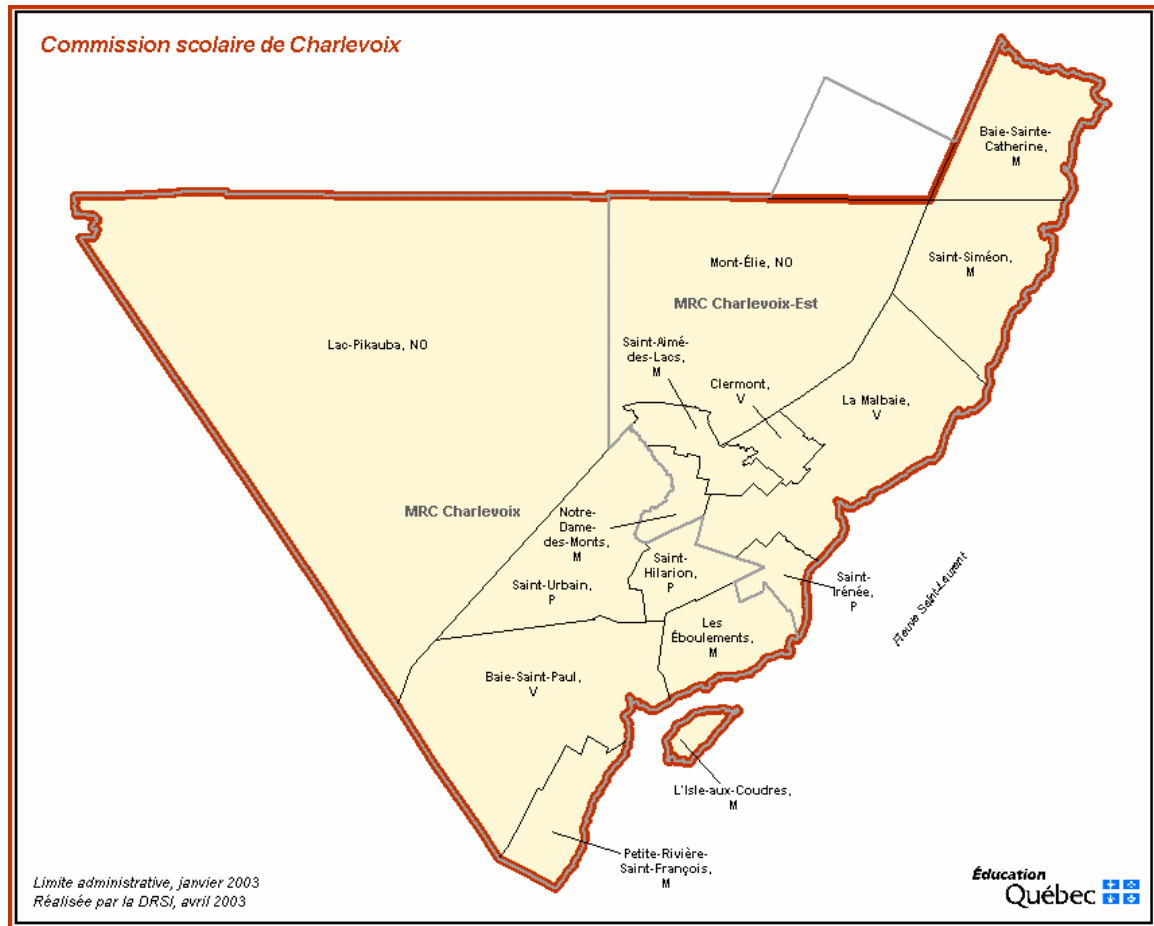 Commission scolaire de Charlevoix
Baie-Sainte-
Catherine,
M
Saint-Siméon,
M
Mont-Élie, NO
MRC Charlevoix-Est
Lac-Pikauba, NO
Saint-Aimé-
des-Lacs,
M
Clermont,
V
La Malbaie,
V
MRC Charlevoix
Notre-
Dame-
des-Monts,
M
Saint-
Hilarion,
P
Saint-Urbain,
P
Saint-
Irénée,
P
Fleuve Saint-Laurent
Les
Éboulements,
M
Baie-Saint-Paul,
V
L'Isle-aux-Coudres,
M
Petite-Rivière-
Saint-François,
M
Limite administrative, janvier 2003
Réalisée par la DRSI, avril 2003
Éducation
Québec